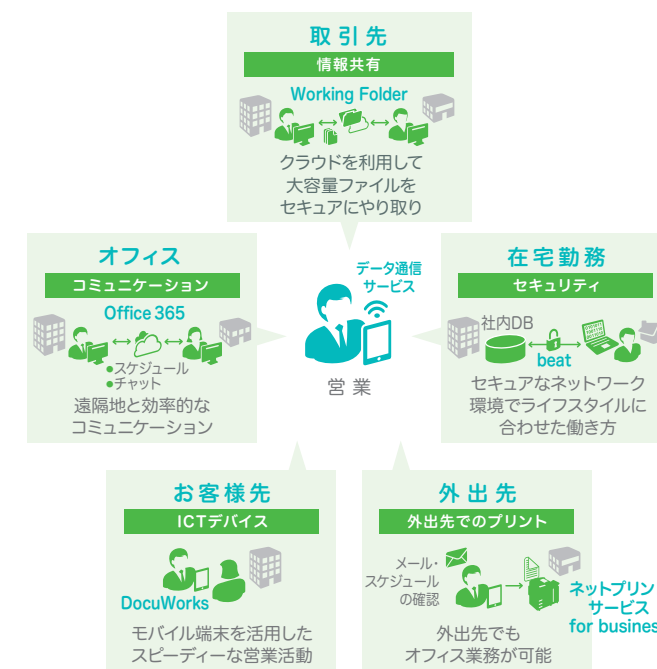 取引先
情報共有
Working Folder
クラウドを利用して
大容量ファイルを
セキュアにやり取り
オフィス
コミュニケーション
Office 365
●スケジュール
●チャット
遠隔地と効率的な
コミュニケーション
データ通信
サービス
営業
在宅勤務
セキュリティ
社内DB
beat
セキュアなネットワーク
環境でライフスタイルに
合わせた働き方
お客様先
ICTデバイス
DocuWorks
モバイル端末を活用した
スピーディーな営業活動
外出先
外出先でのプリント
メール・
スケジュール
の確認
ネットプリン
サービス
for busines
外出先でも
オフィス業務が可能